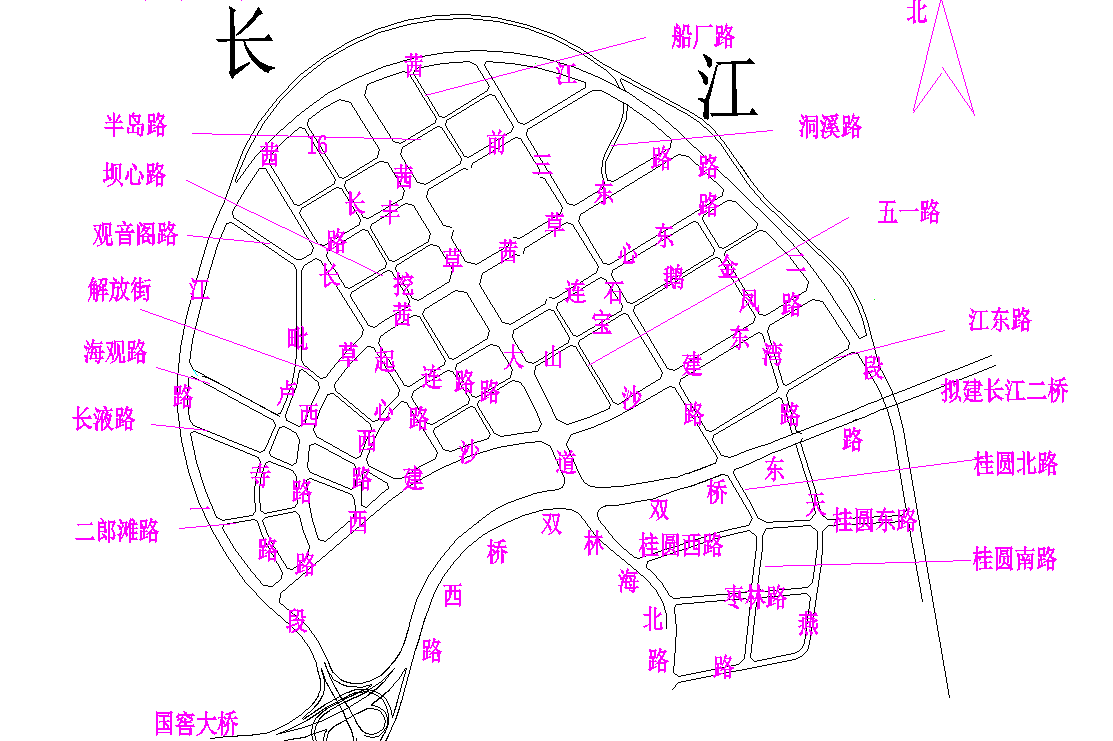 长
江
北
船厂路
半岛路
洞溪路
坝心路
五一路
观音阁路
解放街
江东路
海观路
拟建长江二桥
长液路
桂圆北路
二郎滩路
桂圆东路
桂圆西路
桂圆南路
枣林路
国窖大桥
茜
江
16
茜
前
三
路
路
茜
长
丰
东
路
路
草
心
东
二
长
草
茜
江
挖
连
石
鹅
金
凤
路
茜
宝
毗
草
起
大
山
东
湾
建
段
连
路
路
卢
西
心
路
沙
路
路
路
路
西
沙
道
东
寺
路
路
建
桥
双
天
一
西
双
桥
林
路
路
海
西
北
燕
段
路
路
路